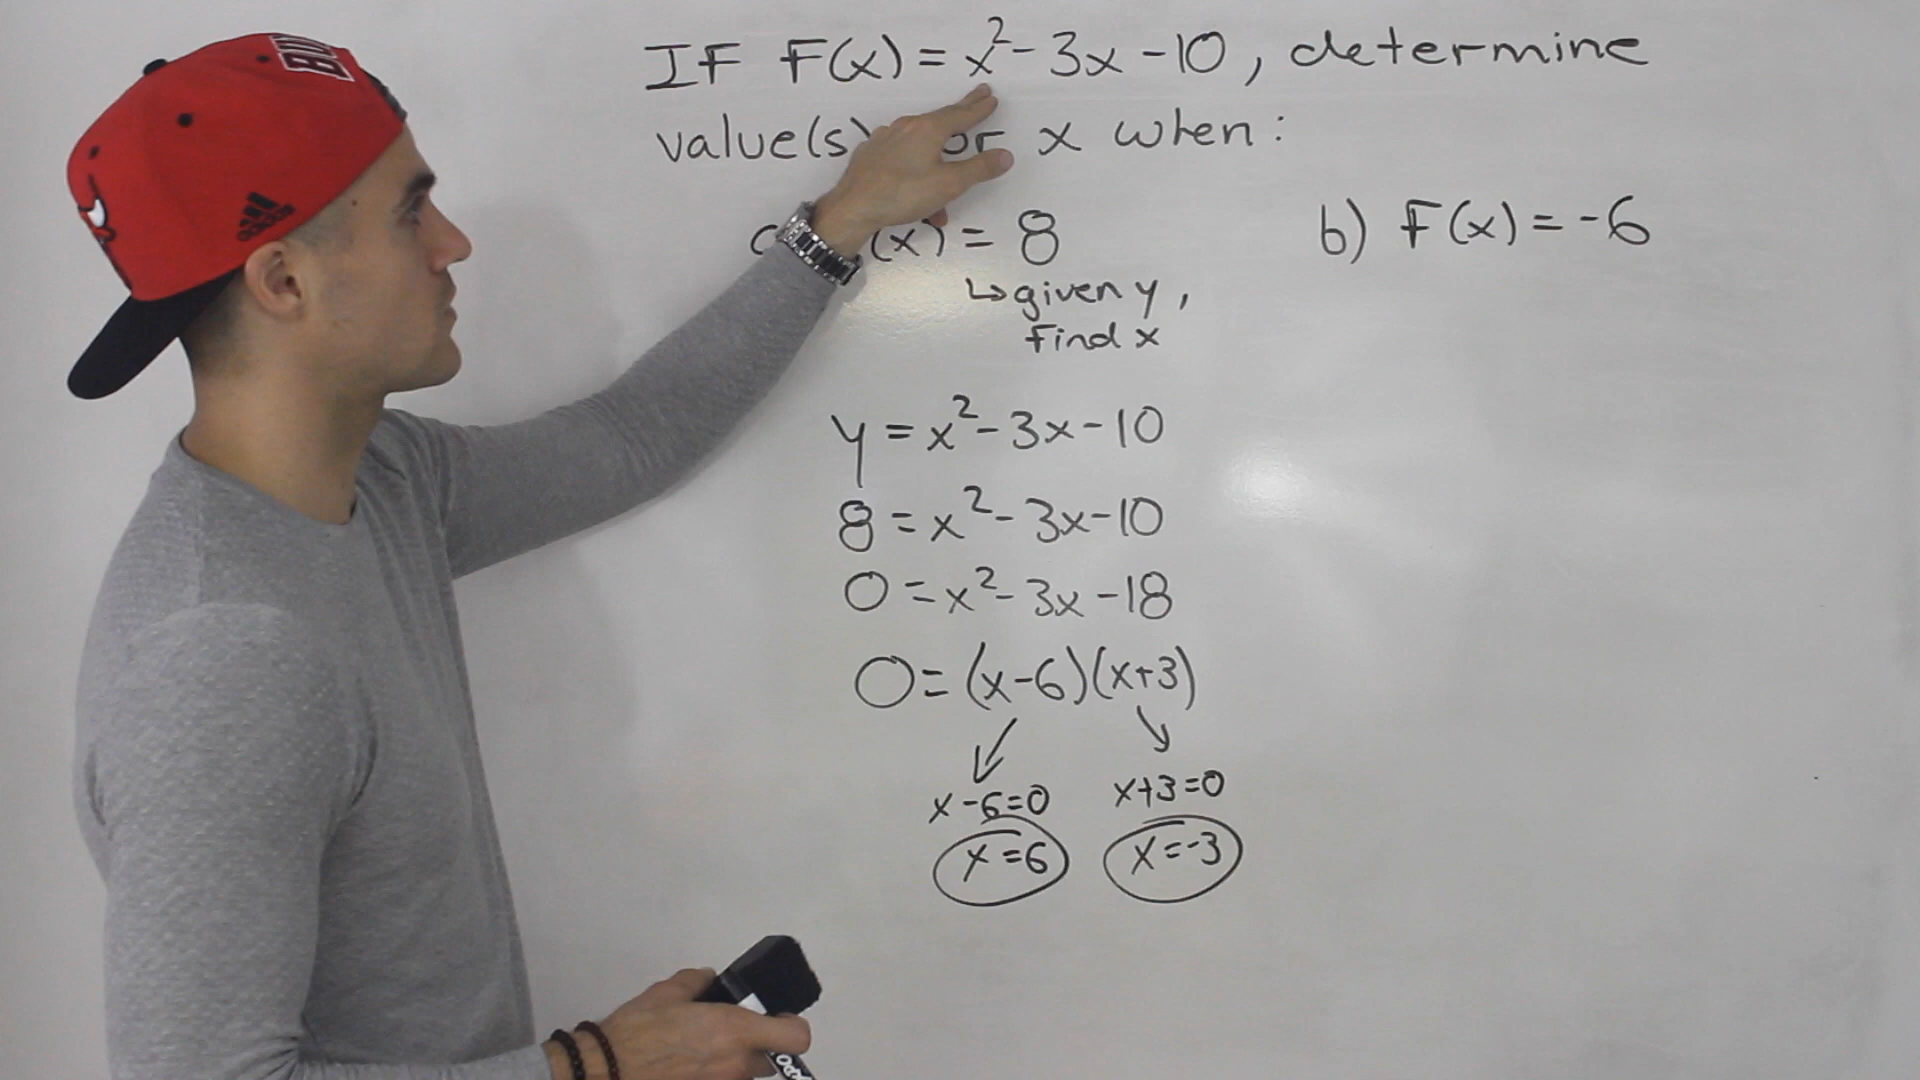 IF F(x) = x² - 3x - 10, determine
value(s) or x when:
(x) = 8
↳ given y,
find x
y = x² - 3x - 10
8 = x² - 3x - 10
0 = x² - 3x - 18
0 = (x - 6)(x + 3)
x - 6 = 0
x + 3 = 0
x = 6
x = -3
b) F(x) = -6